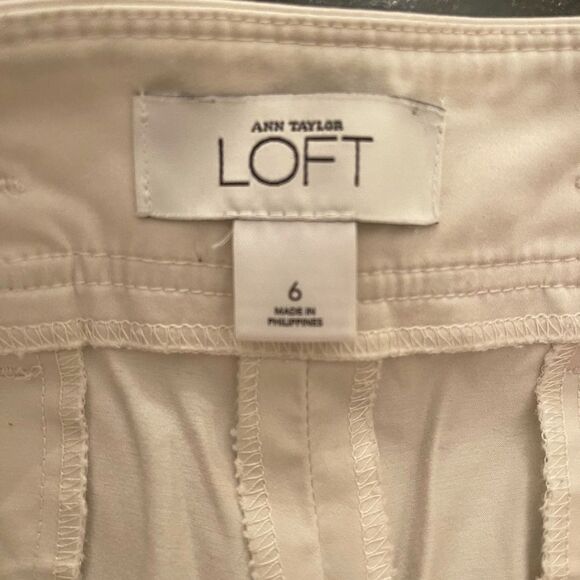 ANN TAYLOR
LOFT
6
MADE IN
PHILIPPINES